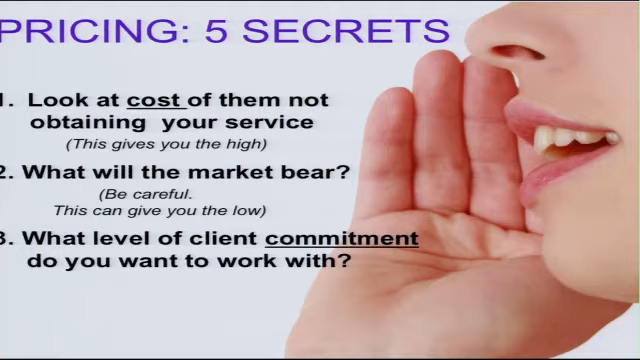 PRICING: 5 SECRETS
1. Look at cost of them not
obtaining your service
(This gives you the high)
2. What will the market bear?
(Be careful.
This can give you the low)
3. What level of client commitment
do you want to work with?